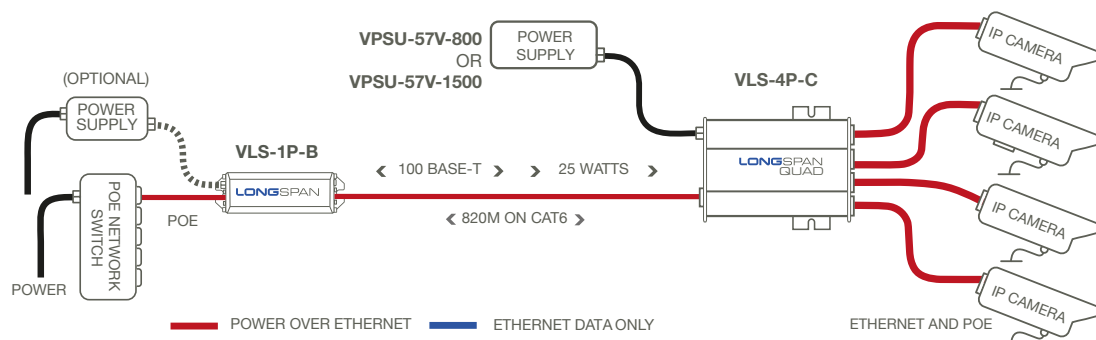 VPSU-57V-800
OR
VPSU-57V-1500
POWER
SUPPLY
IP CAMERA
(OPTIONAL)
POWER
SUPPLY
VLS-1P-B
VLS-4P-C
IP CAMERA
LONGSPAN
100 BASE-T
25 WATTS
LONGSPAN
QUAD
POE NETWORK
SWITCH
POE
820M ON CAT6
IP CAMERA
POWER
IP CAMERA
POWER OVER ETHERNET
ETHERNET DATA ONLY
ETHERNET AND POE